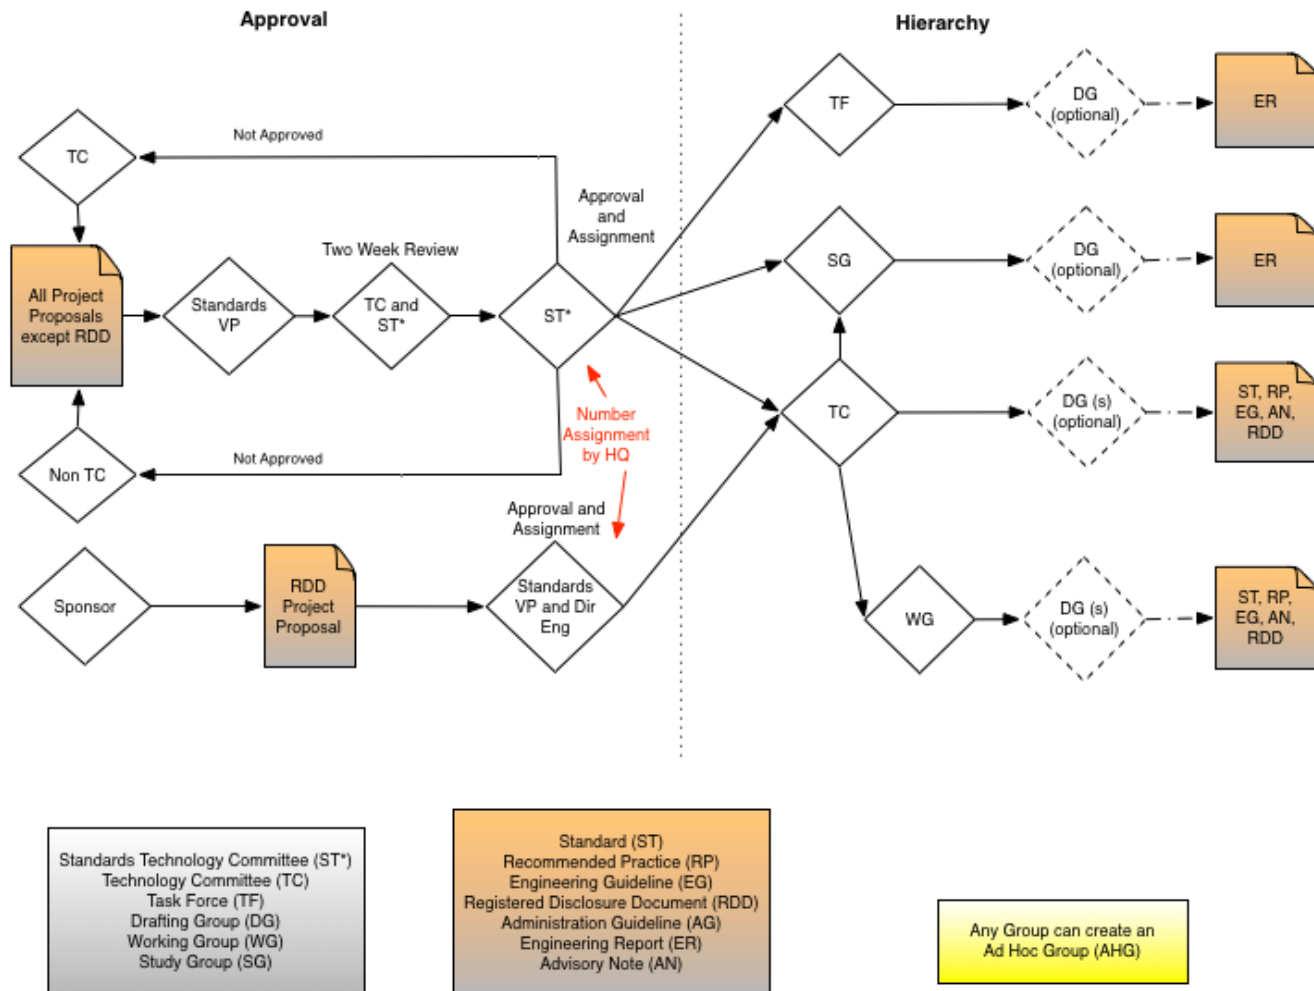 Approval
Hierarchy
TC
Not Approved
Approval
and
Assignment
TF
DG
(optional)
ER
All Project
Proposals
except RDD
Standards
VP
Two Week Review
TC and
ST*
ST*
SG
DG
(optional)
ER
Number
Assignment
by HQ
TC
DG (s)
(optional)
ST, RP,
EG, AN,
RDD
Non TC
Not Approved
Approval and
Assignment
Sponsor
RDD
Project
Proposal
Standards
VP and Dir
Eng
WG
DG (s)
(optional)
ST, RP,
EG, AN,
RDD
Standards Technology Committee (ST*)
Technology Committee (TC)
Task Force (TF)
Drafting Group (DG)
Working Group (WG)
Study Group (SG)
Standard (ST)
Recommended Practice (RP)
Engineering Guideline (EG)
Registered Disclosure Document (RDD)
Administration Guideline (AG)
Engineering Report (ER)
Advisory Note (AN)
Any Group can create an
Ad Hoc Group (AHG)